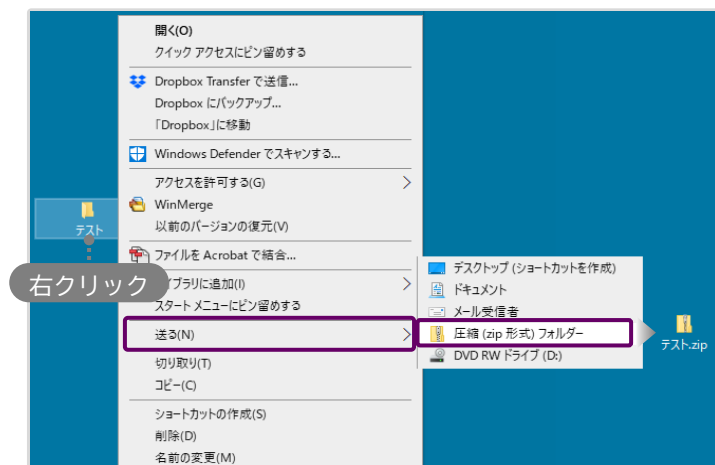 開く(O)
クイック アクセスにピン留めする
Dropbox Transfer で送信...
Dropbox にバックアップ...
「Dropbox」に移動
Windows Defender でスキャンする...
アクセスを許可する(G)
WinMerge
以前のバージョンの復元(V)
テスト
ファイルを Acrobat で結合...
右クリック
イブラリに追加(I)
スタート メニューにピン留めする
送る(N)
切り取り(T)
コピー(C)
ショートカットの作成(S)
削除(D)
名前の変更(M)
デスクトップ (ショートカットを作成)
ドキュメント
メール受信者
圧縮 (zip 形式) フォルダー
DVD RW ドライブ (D:)
テスト.zip